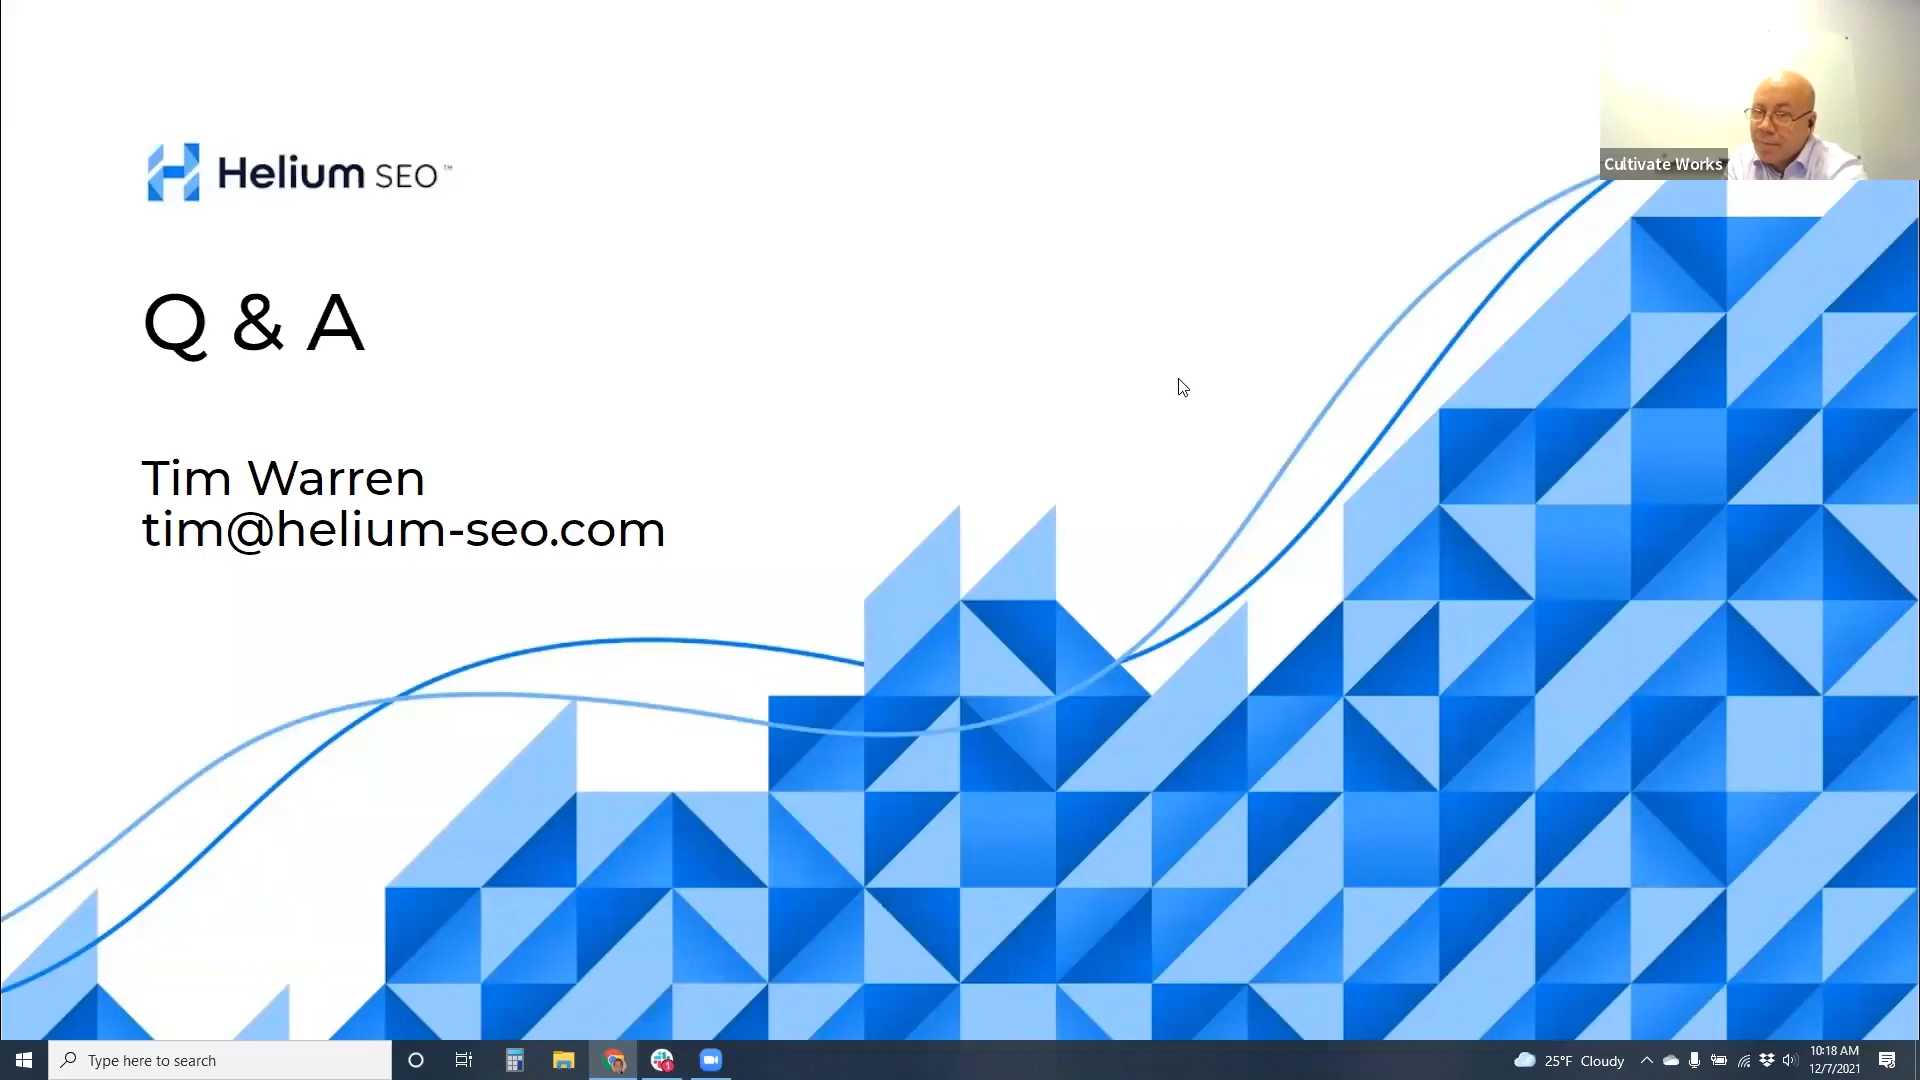 Helium SEO™
Cultivate Works
Q & A
Tim Warren
tim@helium-seo.com
Type here to search
1
25°F Cloudy
10:18 AM
12/7/2021